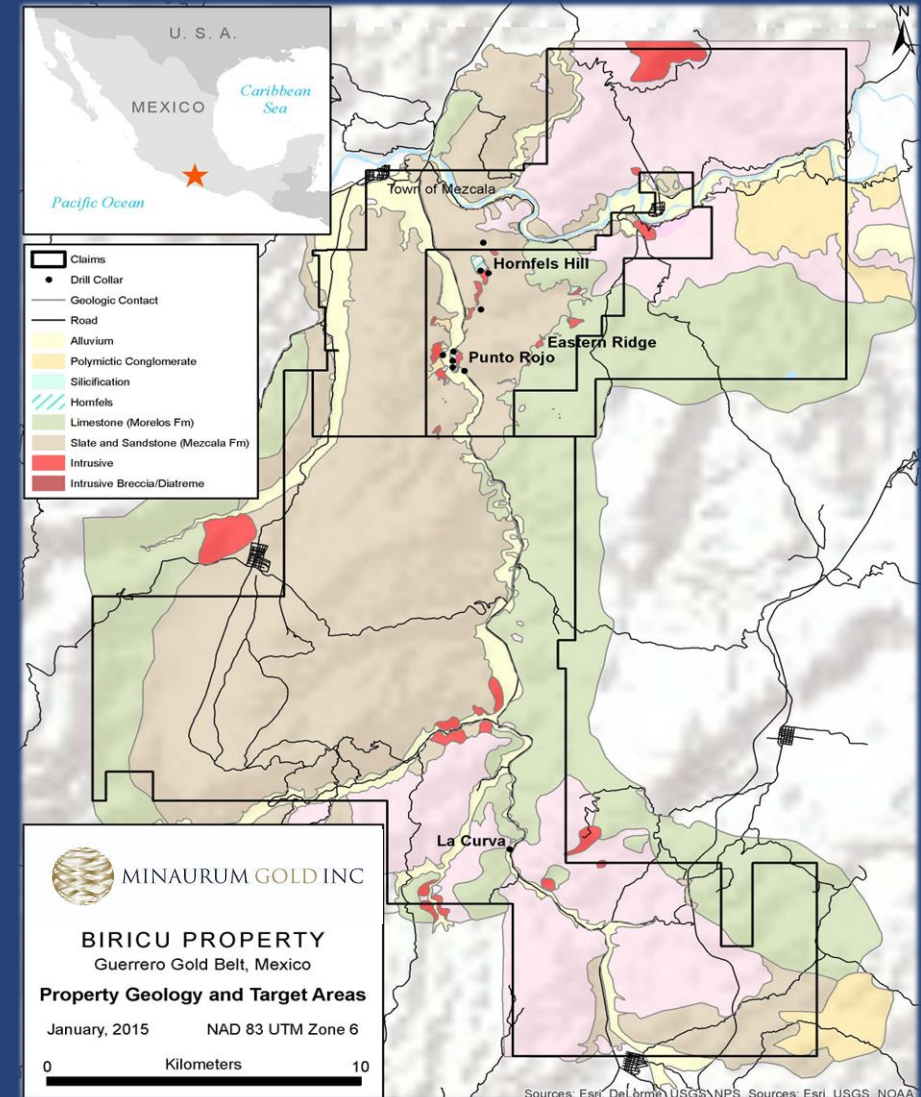 U. S. A.
MEXICO
Caribbean
Sea
Pacific Ocean
N
Town of Mezcala
Hornfels Hill
Eastern Ridge
Punto Rojo
La Curva
Claims
Drill Collar
Geologic Contact
Road
Alluvium
Polymictic Conglomerate
Silicification
Hornfels
Limestone (Morelos Fm)
Slate and Sandstone (Mezcala Fm)
Intrusive
Intrusive Breccia/Diatreme
MINAURUM GOLD INC
BIRICU PROPERTY
Guerrero Gold Belt, Mexico
Property Geology and Target Areas
January, 2015 NAD 83 UTM Zone 6
0 Kilometers 10
Sources: Esri, DeLorme, USGS, NPS, Sources: Esri, USGS, NOAA